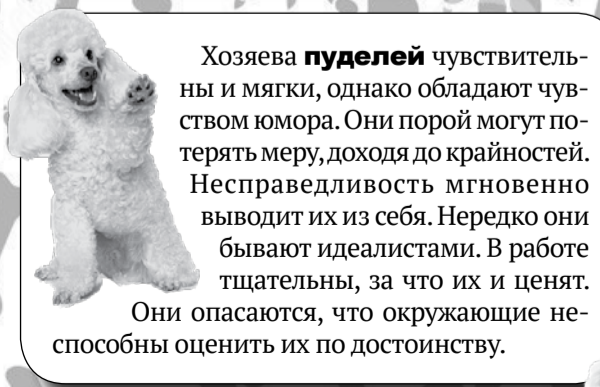 Хозяева пуделей чувствитель-
ны и мягки, однако обладают чув-
ством юмора. Они порой могут по-
терять меру, доходя до крайностей.
Несправедливость мгновенно
выводит их из себя. Нередко они
бывают идеалистами. В работе
тщательны, за что их и ценят.
Они опасаются, что окружающие не-
способны оценить их по достоинству.